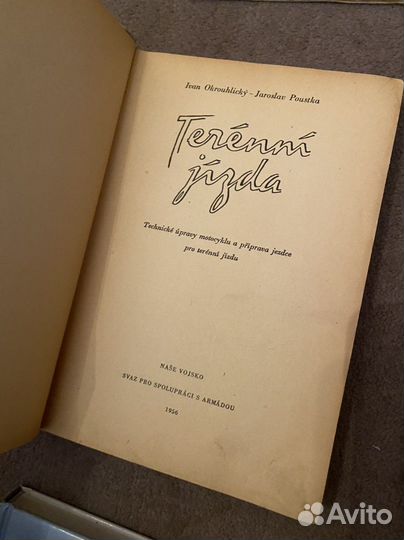 Ivan Okrouhlický - Jaroslav Poustka
Terénní
jízda
Technické úpravy motocyklu a příprava jezdce
pro terénní jízdu
NAŠE VOJSKO
SVAZ PRO SPOLUPRÁCI S ARMÁDOU
1956
Avito